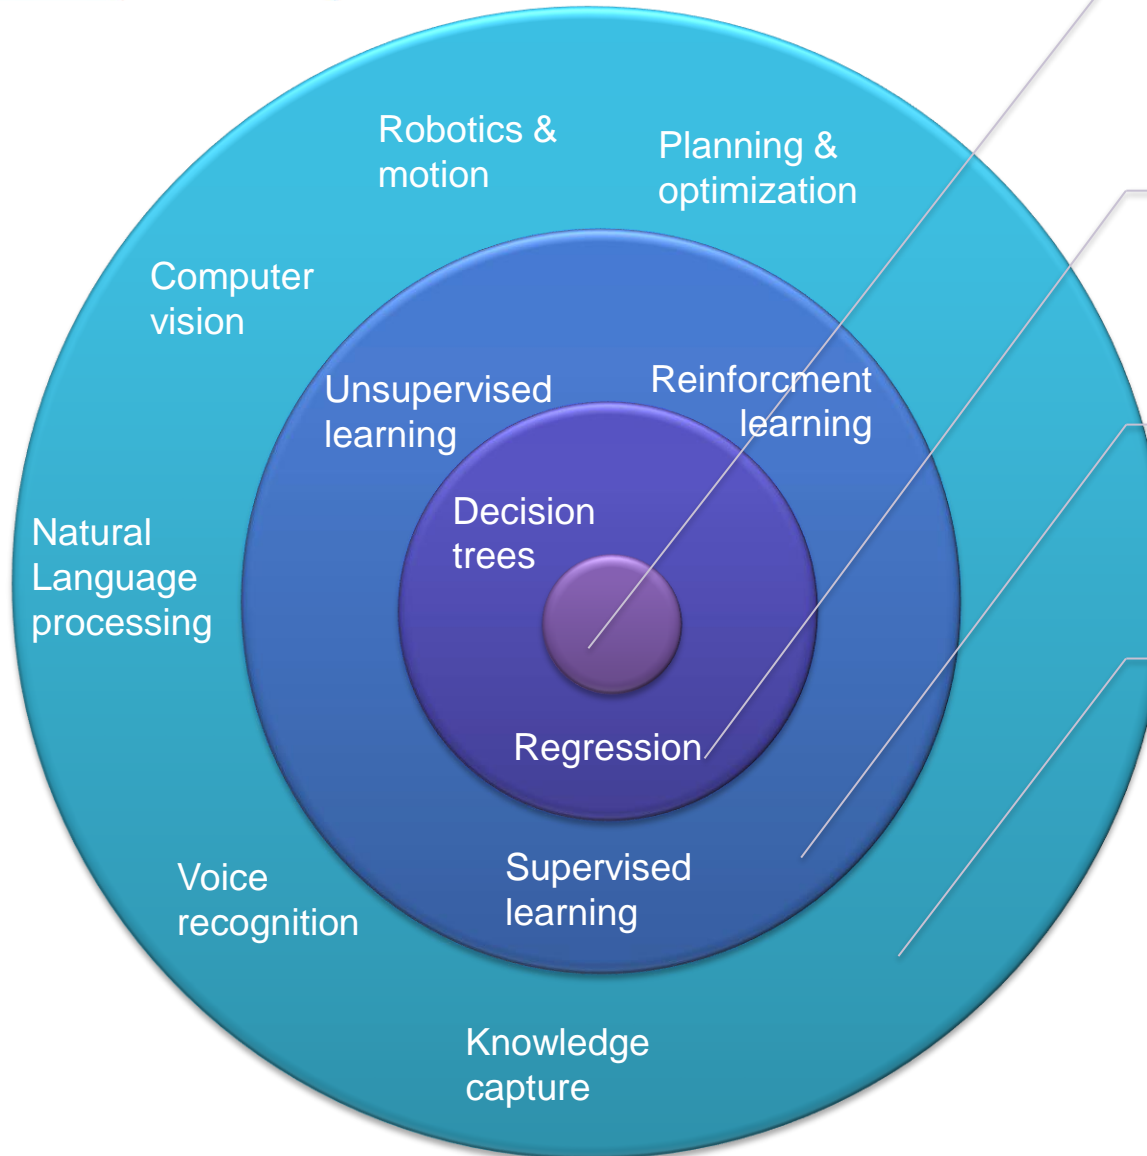 Robotics &
motion
Planning &
optimization
Computer
vision
Unsupervised
learning
Reinforcment
learning
Decision
trees
Natural
Language
processing
Regression
Supervised
learning
Voice
recognition
Knowledge
capture